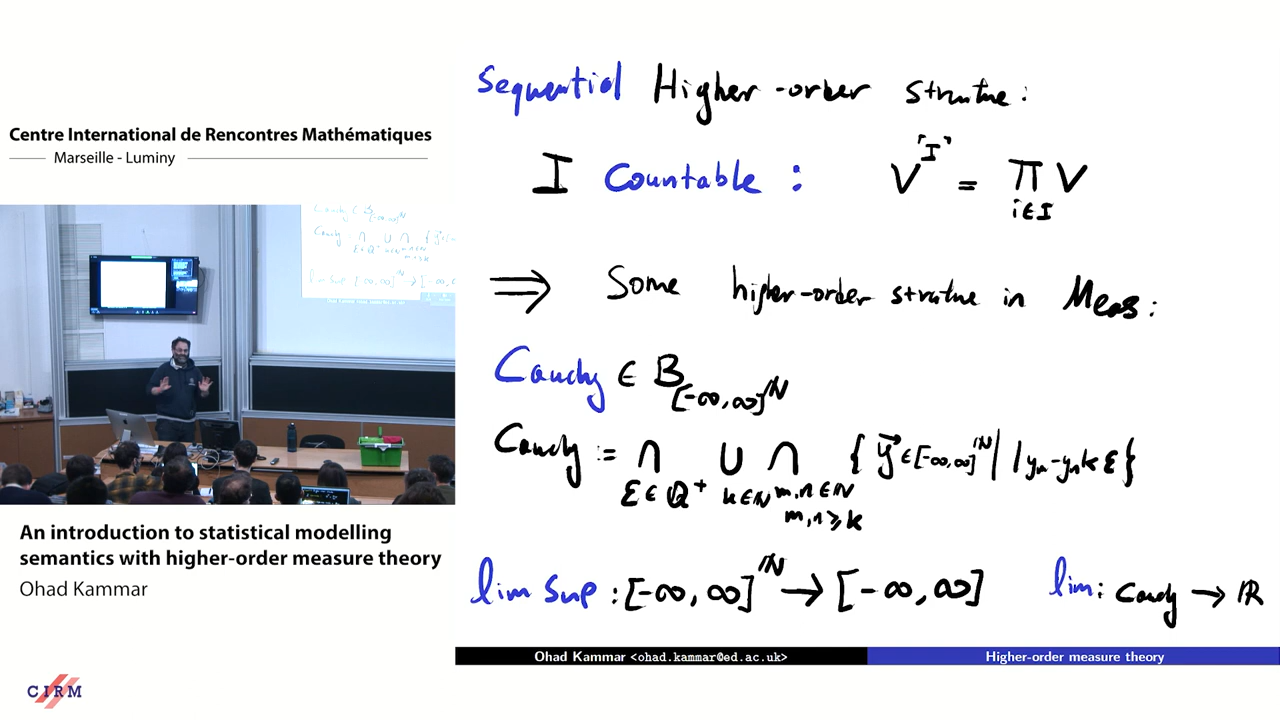 Centre International de Rencontres Mathématiques
Marseille - Luminy
An introduction to statistical modelling
semantics with higher-order measure theory
Ohad Kammar
CIRM
Sequential Higher-order structure:
I Countable: V^{"I"} = ∏_{i∈I} V
⟹ Some higher-order structure in Meas:
Cauchy ∈ B_{[-∞,∞]^ℕ}
Cauchy := ∩_{ε∈ℚ⁺} ∪_{k∈ℕ} ∩_{m,n∈ℕ m,n≥k} { y⃗ ∈ [-∞,∞]^ℕ | |yₘ-yₙ|<ε }
lim sup : [-∞,∞]^ℕ → [-∞,∞] lim: Cauchy → ℝ
Ohad Kammar <ohad.kammar@ed.ac.uk> Higher-order measure theory